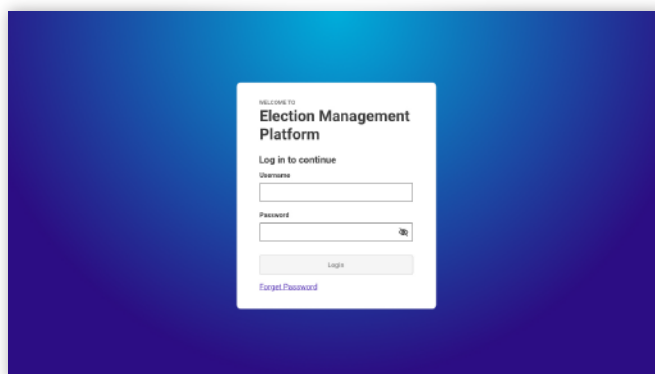 WELCOME TO
Election Management
Platform
Log in to continue
Username
Password
Login
Forget Password